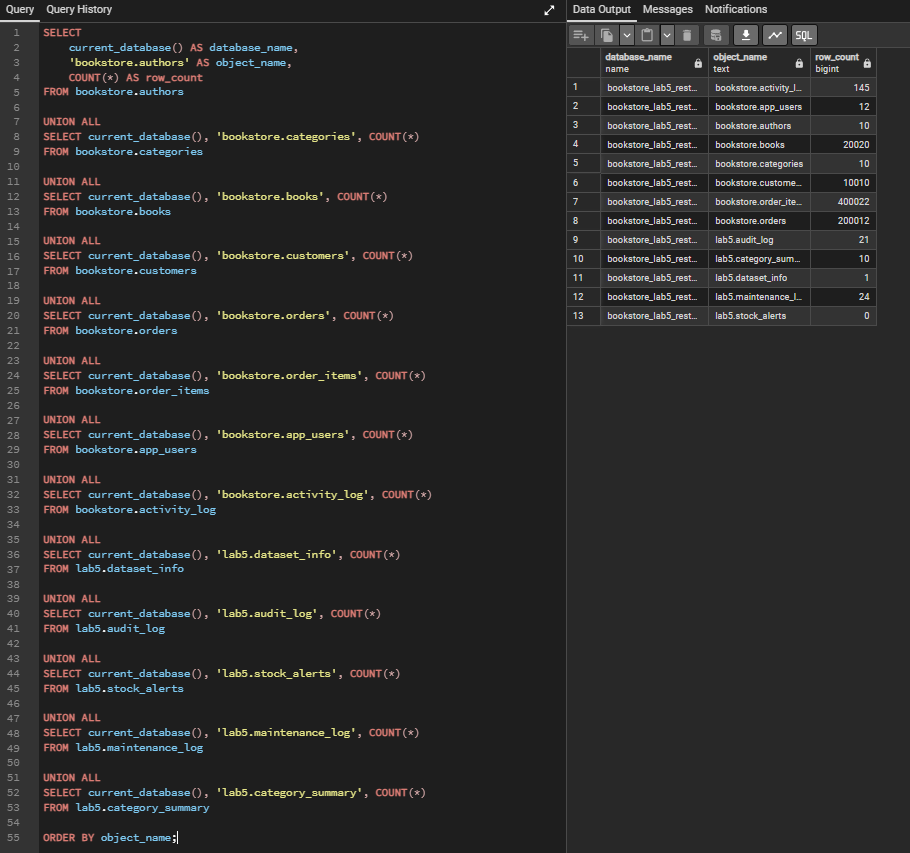 Query Query History
1 SELECT
2 current_database() AS database_name,
3 'bookstore.authors' AS object_name,
4 COUNT(*) AS row_count
5 FROM bookstore.authors
6
7 UNION ALL
8 SELECT current_database(), 'bookstore.categories', COUNT(*)
9 FROM bookstore.categories
10
11 UNION ALL
12 SELECT current_database(), 'bookstore.books', COUNT(*)
13 FROM bookstore.books
14
15 UNION ALL
16 SELECT current_database(), 'bookstore.customers', COUNT(*)
17 FROM bookstore.customers
18
19 UNION ALL
20 SELECT current_database(), 'bookstore.orders', COUNT(*)
21 FROM bookstore.orders
22
23 UNION ALL
24 SELECT current_database(), 'bookstore.order_items', COUNT(*)
25 FROM bookstore.order_items
26
27 UNION ALL
28 SELECT current_database(), 'bookstore.app_users', COUNT(*)
29 FROM bookstore.app_users
30
31 UNION ALL
32 SELECT current_database(), 'bookstore.activity_log', COUNT(*)
33 FROM bookstore.activity_log
34
35 UNION ALL
36 SELECT current_database(), 'lab5.dataset_info', COUNT(*)
37 FROM lab5.dataset_info
38
39 UNION ALL
40 SELECT current_database(), 'lab5.audit_log', COUNT(*)
41 FROM lab5.audit_log
42
43 UNION ALL
44 SELECT current_database(), 'lab5.stock_alerts', COUNT(*)
45 FROM lab5.stock_alerts
46
47 UNION ALL
48 SELECT current_database(), 'lab5.maintenance_log', COUNT(*)
49 FROM lab5.maintenance_log
50
51 UNION ALL
52 SELECT current_database(), 'lab5.category_summary', COUNT(*)
53 FROM lab5.category_summary
54
55 ORDER BY object_name;
Data Output Messages Notifications
SQL
database_name object_name row_count
name text bigint
1 bookstore_lab5_rest... bookstore.activity_l... 145
2 bookstore_lab5_rest... bookstore.app_users 12
3 bookstore_lab5_rest... bookstore.authors 10
4 bookstore_lab5_rest... bookstore.books 20020
5 bookstore_lab5_rest... bookstore.categories 10
6 bookstore_lab5_rest... bookstore.custome... 10010
7 bookstore_lab5_rest... bookstore.order_ite... 400022
8 bookstore_lab5_rest... bookstore.orders 200012
9 bookstore_lab5_rest... lab5.audit_log 21
10 bookstore_lab5_rest... lab5.category_sum... 10
11 bookstore_lab5_rest... lab5.dataset_info 1
12 bookstore_lab5_rest... lab5.maintenance_l... 24
13 bookstore_lab5_rest... lab5.stock_alerts 0